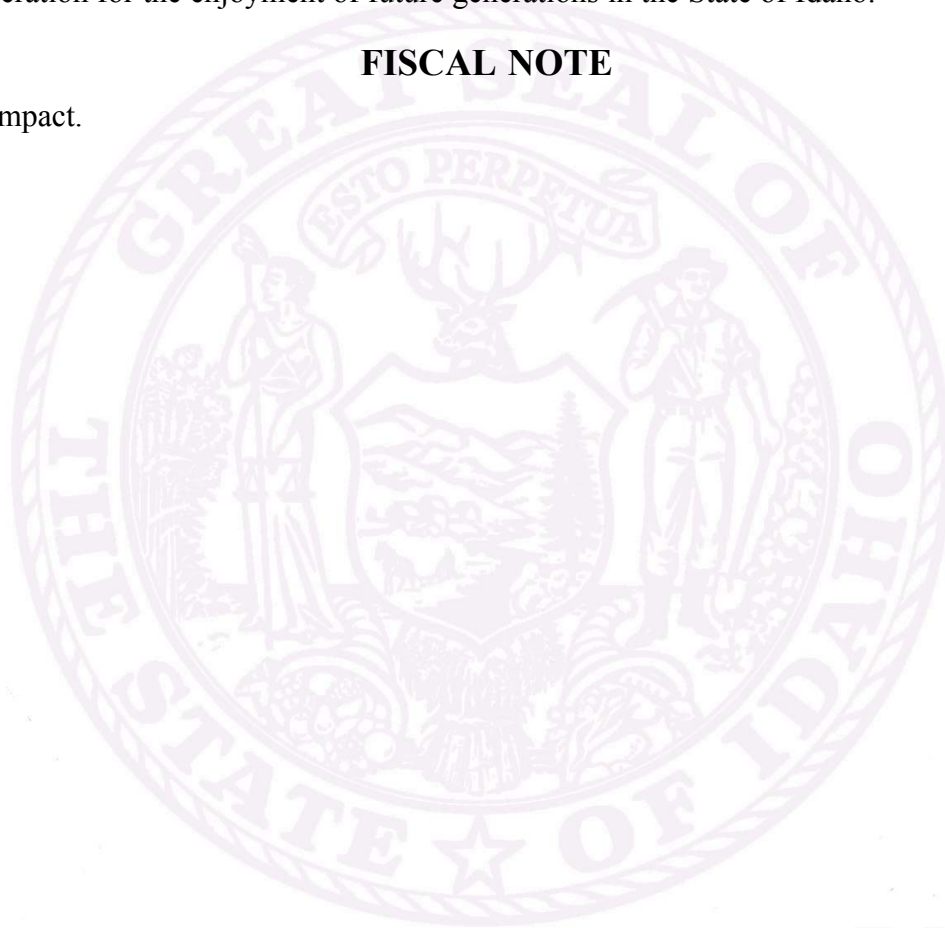 eration for the enjoyment of future generations in the State of Idaho.
FISCAL NOTE
mpact.
GREAT SEAL OF
ESTO PERPETUA
THE STATE OF IDAHO